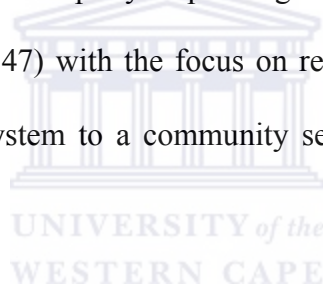 47) with the focus on re
ystem to a community se
UNIVERSITY of the
WESTERN CAPE